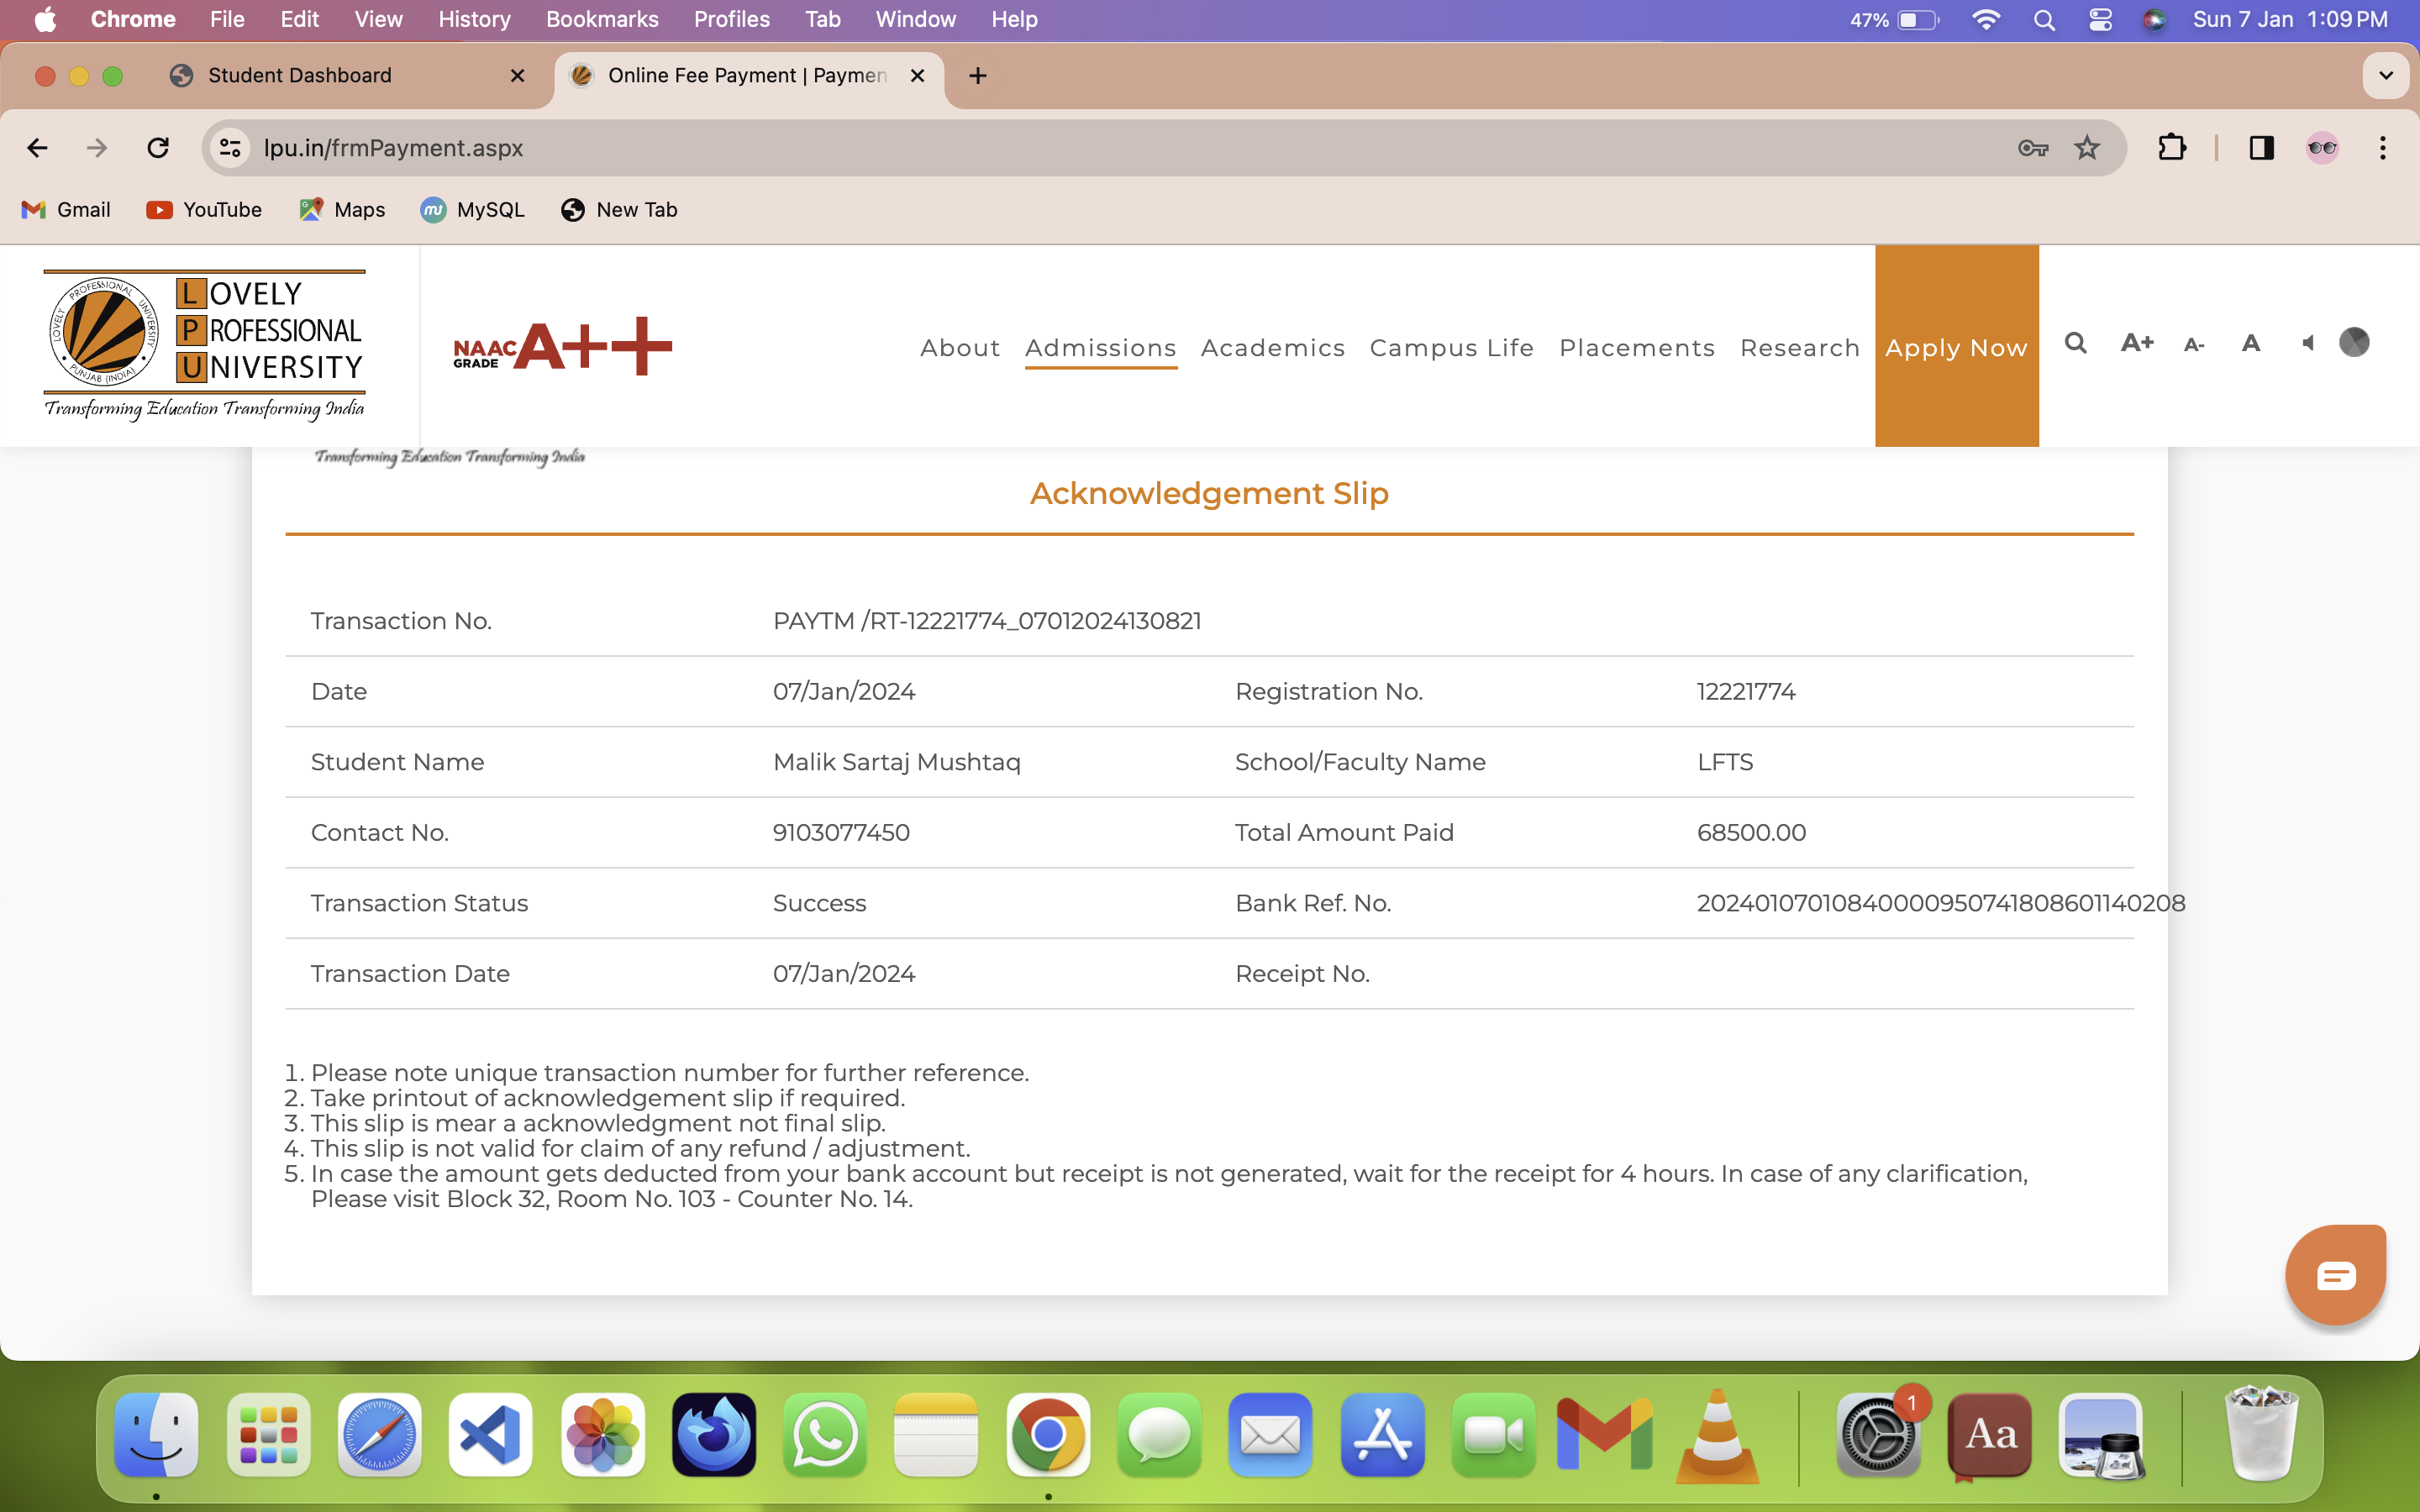 Chrome File Edit View History Bookmarks Profiles Tab Window Help 47% Sun 7 Jan 1:09 PM
Student Dashboard Online Fee Payment | Paymen
lpu.in/frmPayment.aspx
Gmail YouTube Maps MySQL New Tab
LOVELY PROFESSIONAL UNIVERSITY PUNJAB (INDIA)
LOVELY
PROFESSIONAL
UNIVERSITY
Transforming Education Transforming India
NAAC GRADE A++
About Admissions Academics Campus Life Placements Research Apply Now A+ A- A
Transforming Education Transforming India
Acknowledgement Slip
Transaction No. PAYTM /RT-12221774_07012024130821
Date 07/Jan/2024 Registration No. 12221774
Student Name Malik Sartaj Mushtaq School/Faculty Name LFTS
Contact No. 9103077450 Total Amount Paid 68500.00
Transaction Status Success Bank Ref. No. 20240107010840000950741808601140208
Transaction Date 07/Jan/2024 Receipt No.
1. Please note unique transaction number for further reference.
2. Take printout of acknowledgement slip if required.
3. This slip is mear a acknowledgment not final slip.
4. This slip is not valid for claim of any refund / adjustment.
5. In case the amount gets deducted from your bank account but receipt is not generated, wait for the receipt for 4 hours. In case of any clarification,
Please visit Block 32, Room No. 103 - Counter No. 14.
1
Aa